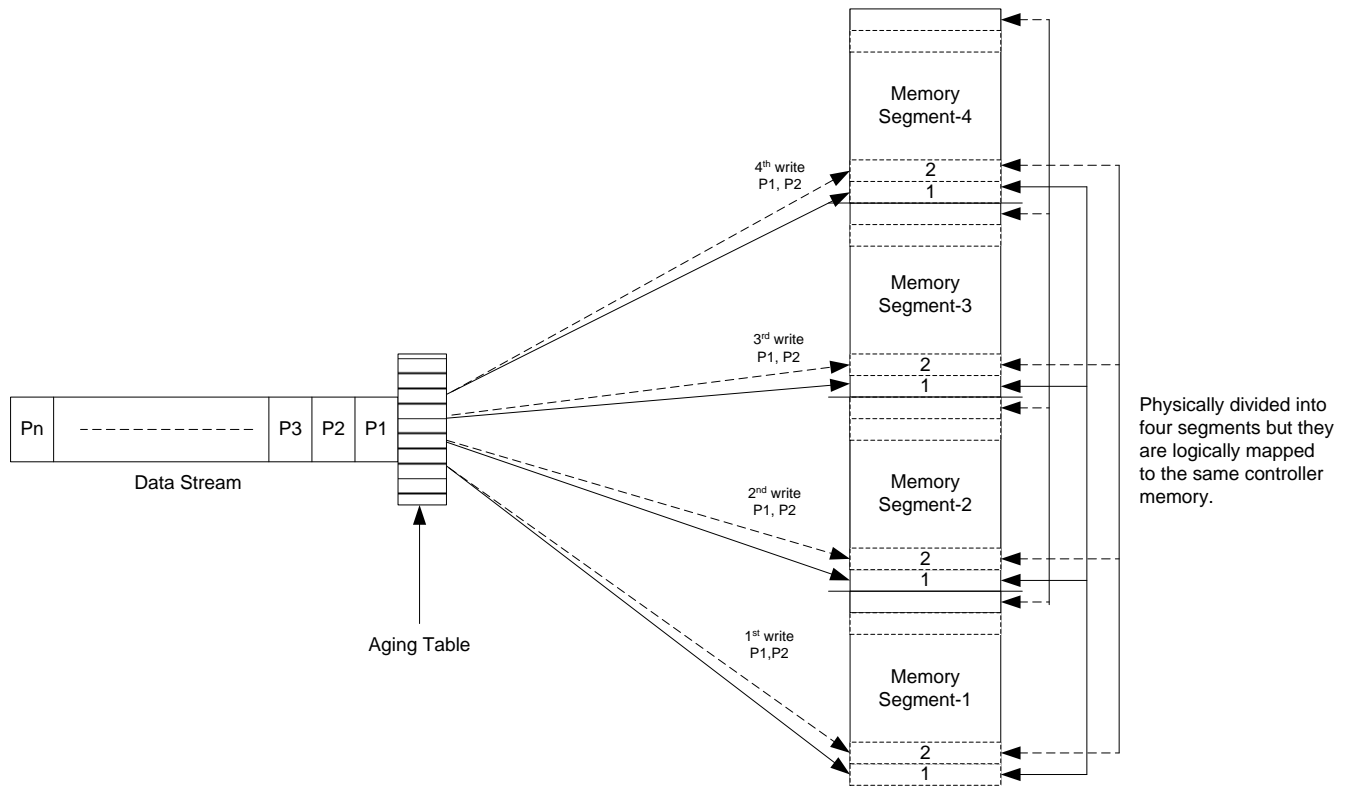 Memory
Segment-4
4th write
P1, P2
2
1
Memory
Segment-3
3rd write
P1, P2
2
1
Pn
P3
P2
P1
Data Stream
Physically divided into
four segments but they
are logically mapped
to the same controller
memory.
Memory
Segment-2
2nd write
P1, P2
2
1
Aging Table
1st write
P1,P2
Memory
Segment-1
2
1